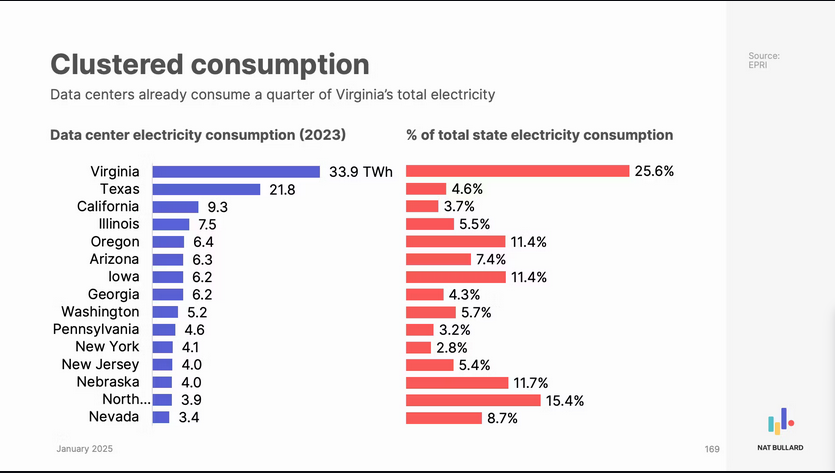 Clustered consumption
Data centers already consume a quarter of Virginia's total electricity
Source:
EPRI
Data center electricity consumption (2023)
% of total state electricity consumption
Virginia 33.9 TWh 25.6%
Texas 21.8 4.6%
California 9.3 3.7%
Illinois 7.5 5.5%
Oregon 6.4 11.4%
Arizona 6.3 7.4%
Iowa 6.2 11.4%
Georgia 6.2 4.3%
Washington 5.2 5.7%
Pennsylvania 4.6 3.2%
New York 4.1 2.8%
New Jersey 4.0 5.4%
Nebraska 4.0 11.7%
North... 3.9 15.4%
Nevada 3.4 8.7%
January 2025
169
NAT BULLARD